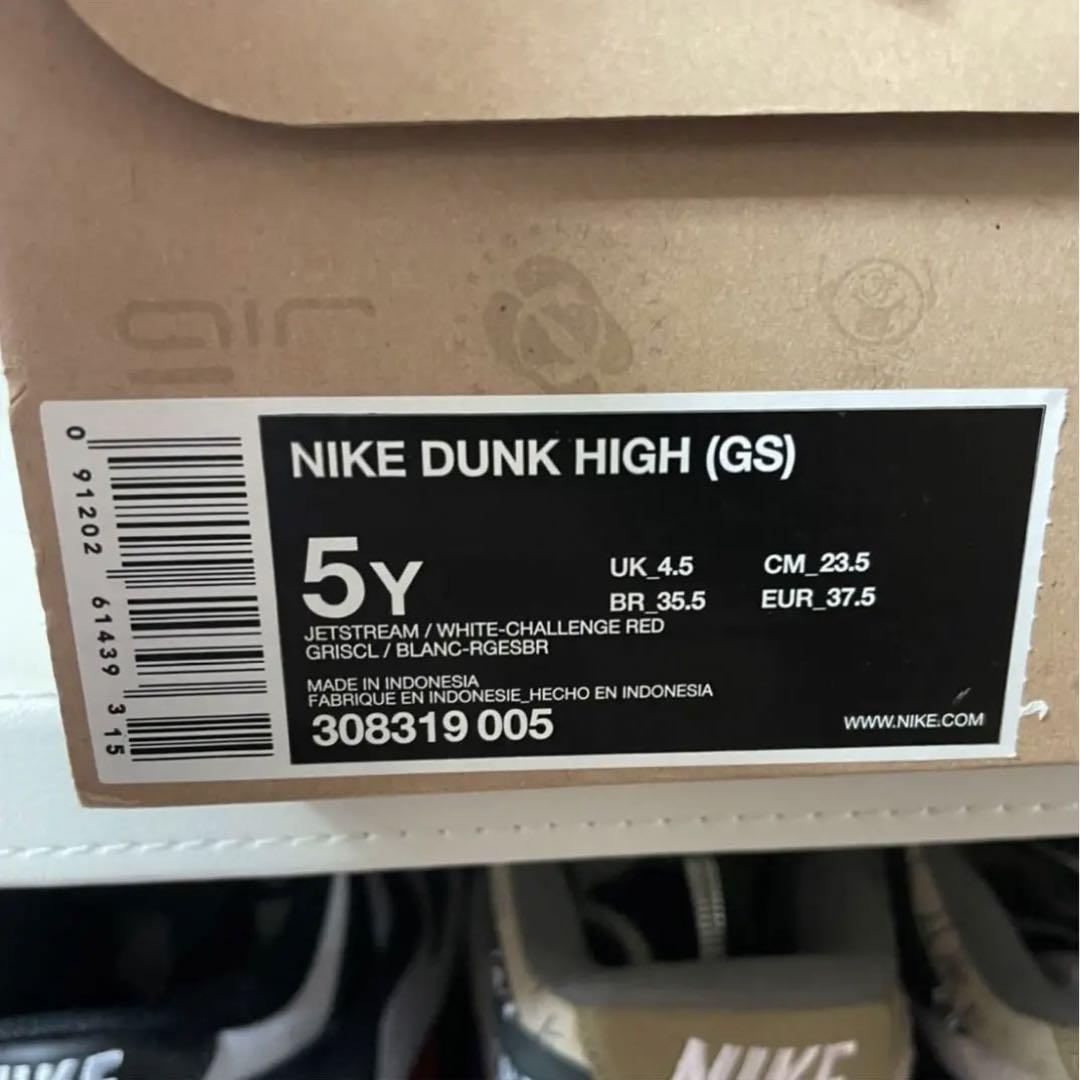 air
NIKE DUNK HIGH (GS)
5Y
UK_4.5 CM_23.5
BR_35.5 EUR_37.5
JETSTREAM / WHITE-CHALLENGE RED
GRISCL / BLANC-RGESBR
MADE IN INDONESIA
FABRIQUE EN INDONESIE_HECHO EN INDONESIA
308319 005
WWW.NIKE.COM
0 91202 61439 3 15
NIKE
NIKE